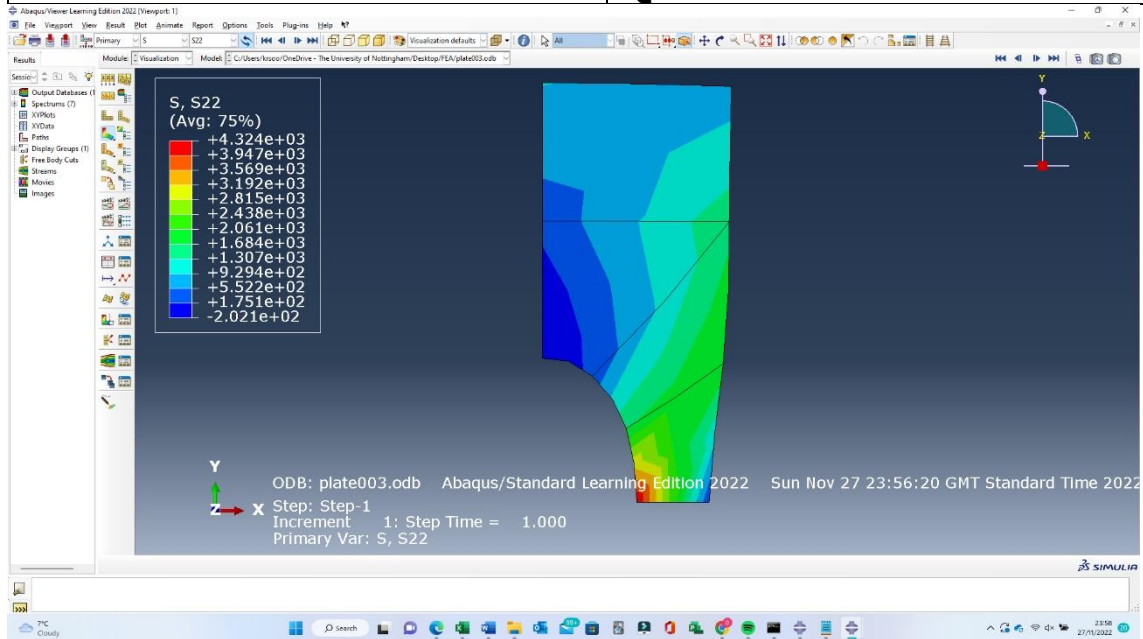 Abaqus/Viewer Learning Edition 2022 [Viewport: 1]
File Viewport View Result Plot Animate Report Options Tools Plug-ins Help
Primary S S22 Visualization defaults All
Results Module: Visualization Model: C:/Users/krsoo/OneDrive - The University of Nottingham/Desktop/FEA/plate003.odb
Output Databases (1
Spectrums (7)
XYPlots
XYData
Paths
Display Groups (1)
Free Body Cuts
Streams
Movies
Images
S, S22
(Avg: 75%)
+4.324e+03
+3.947e+03
+3.569e+03
+3.192e+03
+2.815e+03
+2.438e+03
+2.061e+03
+1.684e+03
+1.307e+03
+9.294e+02
+5.522e+02
+1.751e+02
-2.021e+02
Y
Z X
Y
Z X
ODB: plate003.odb Abaqus/Standard Learning Edition 2022 Sun Nov 27 23:56:20 GMT Standard Time 2022
Step: Step-1
Increment 1: Step Time = 1.000
Primary Var: S, S22
SIMULIA
7°C
Cloudy
Search
99+
23:58
27/11/2022